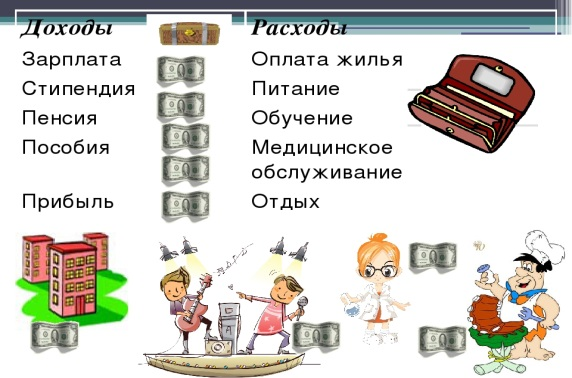 Доходы
Зарплата
Стипендия
Пенсия
Пособия
Прибыль
Расходы
Оплата жилья
Питание
Обучение
Медицинское
обслуживание
Отдых